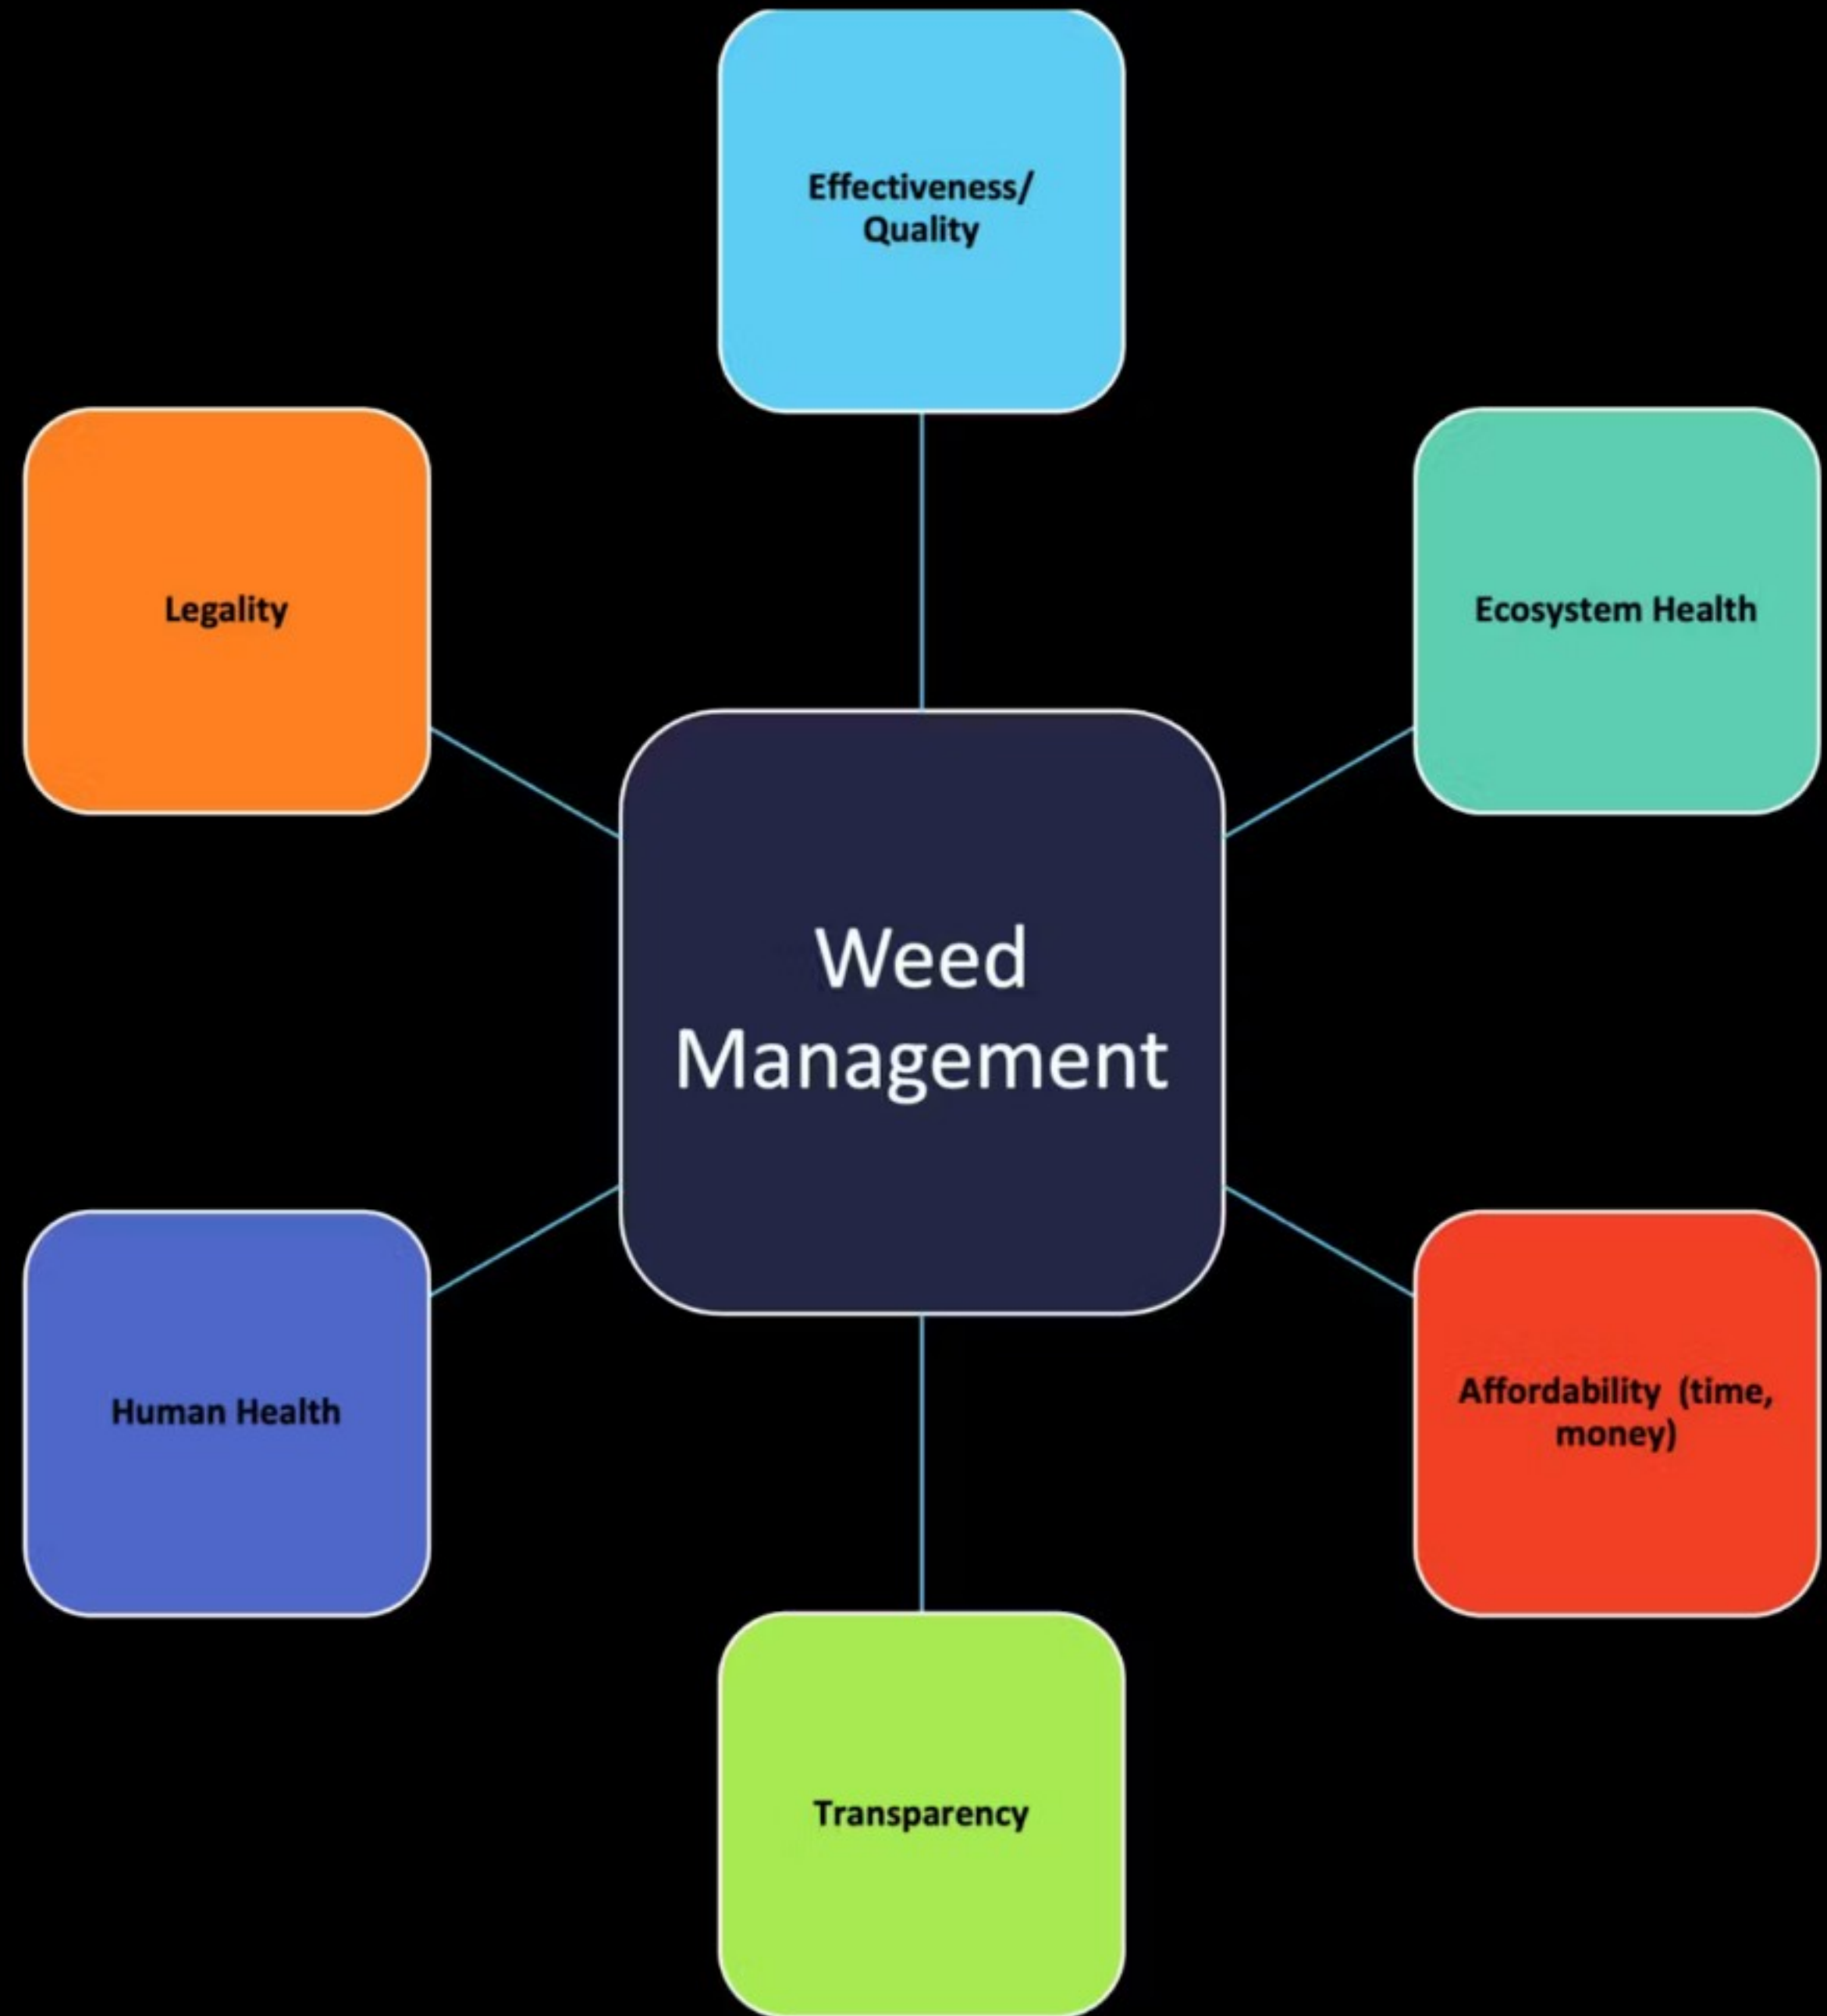 Effectiveness/
Quality
Legality
Ecosystem Health
Weed
Management
Human Health
Affordability (time,
money)
Transparency